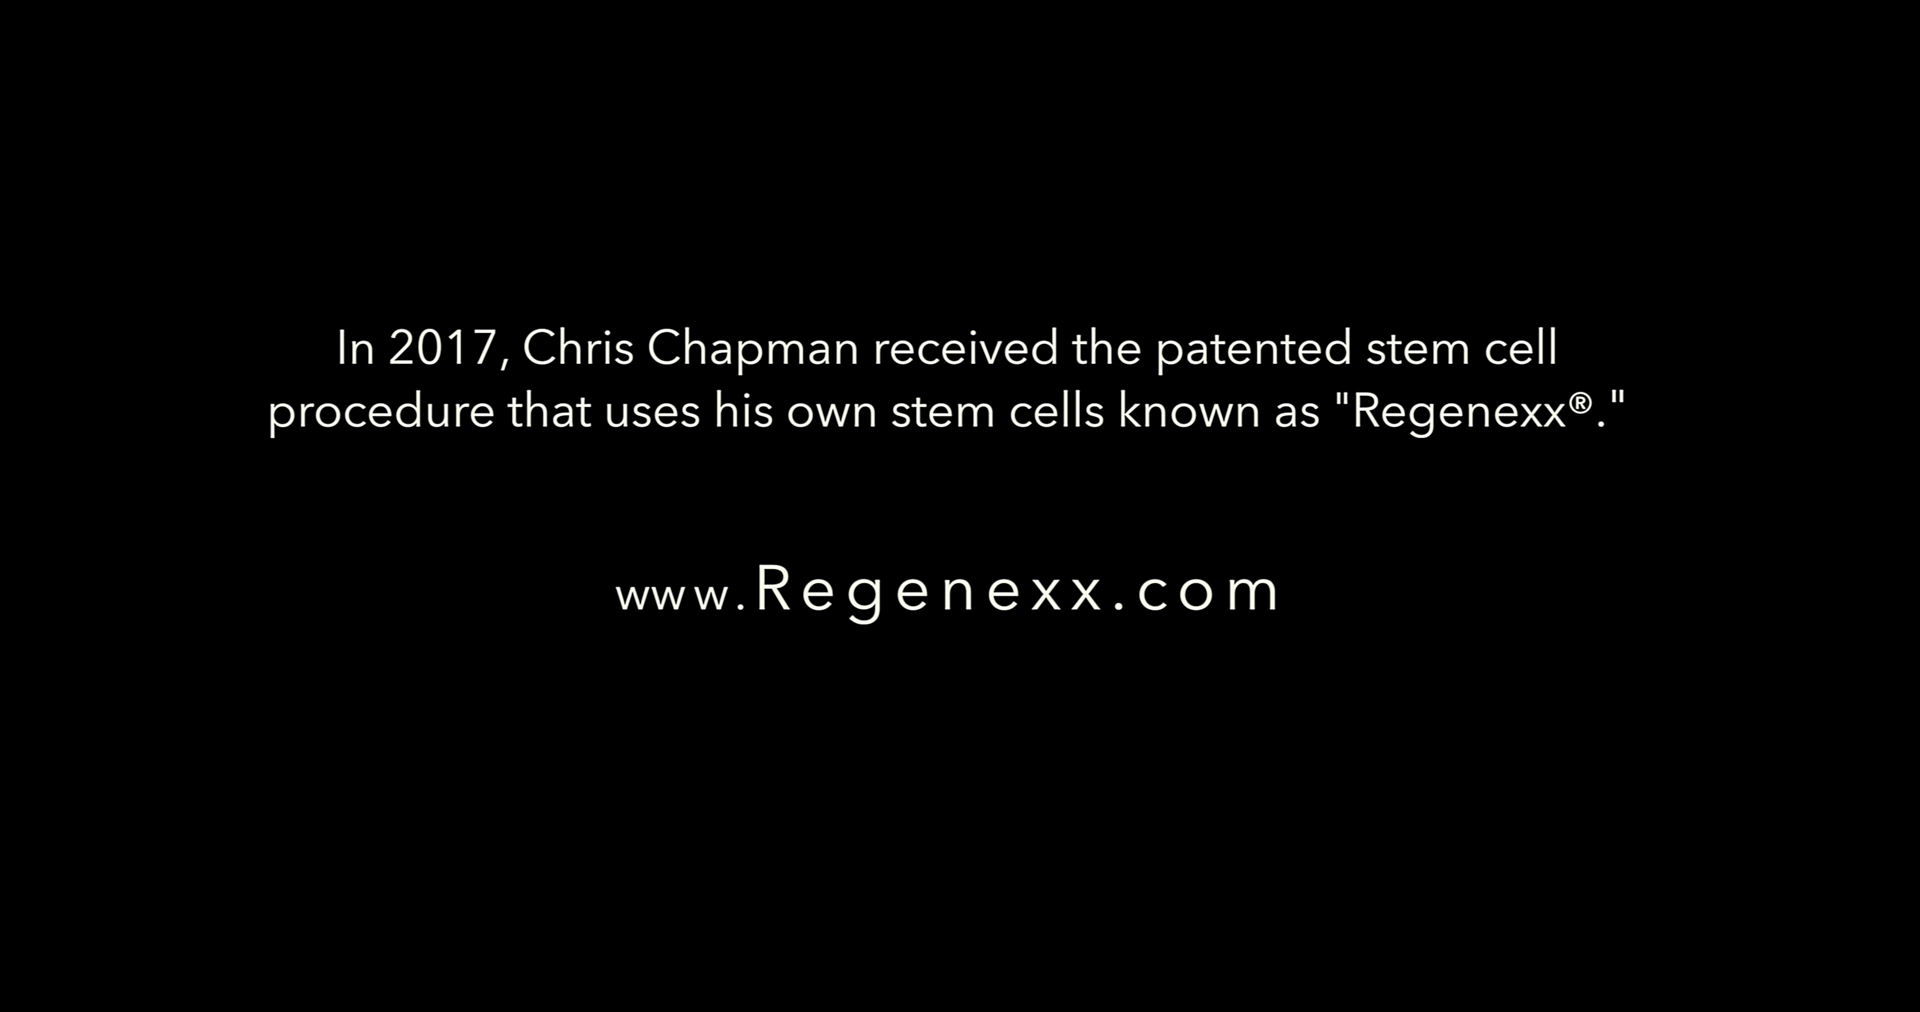 In 2017, Chris Chapman received the patented stem cell
procedure that uses his own stem cells known as "Regenexx®."
www.Regenexx.com